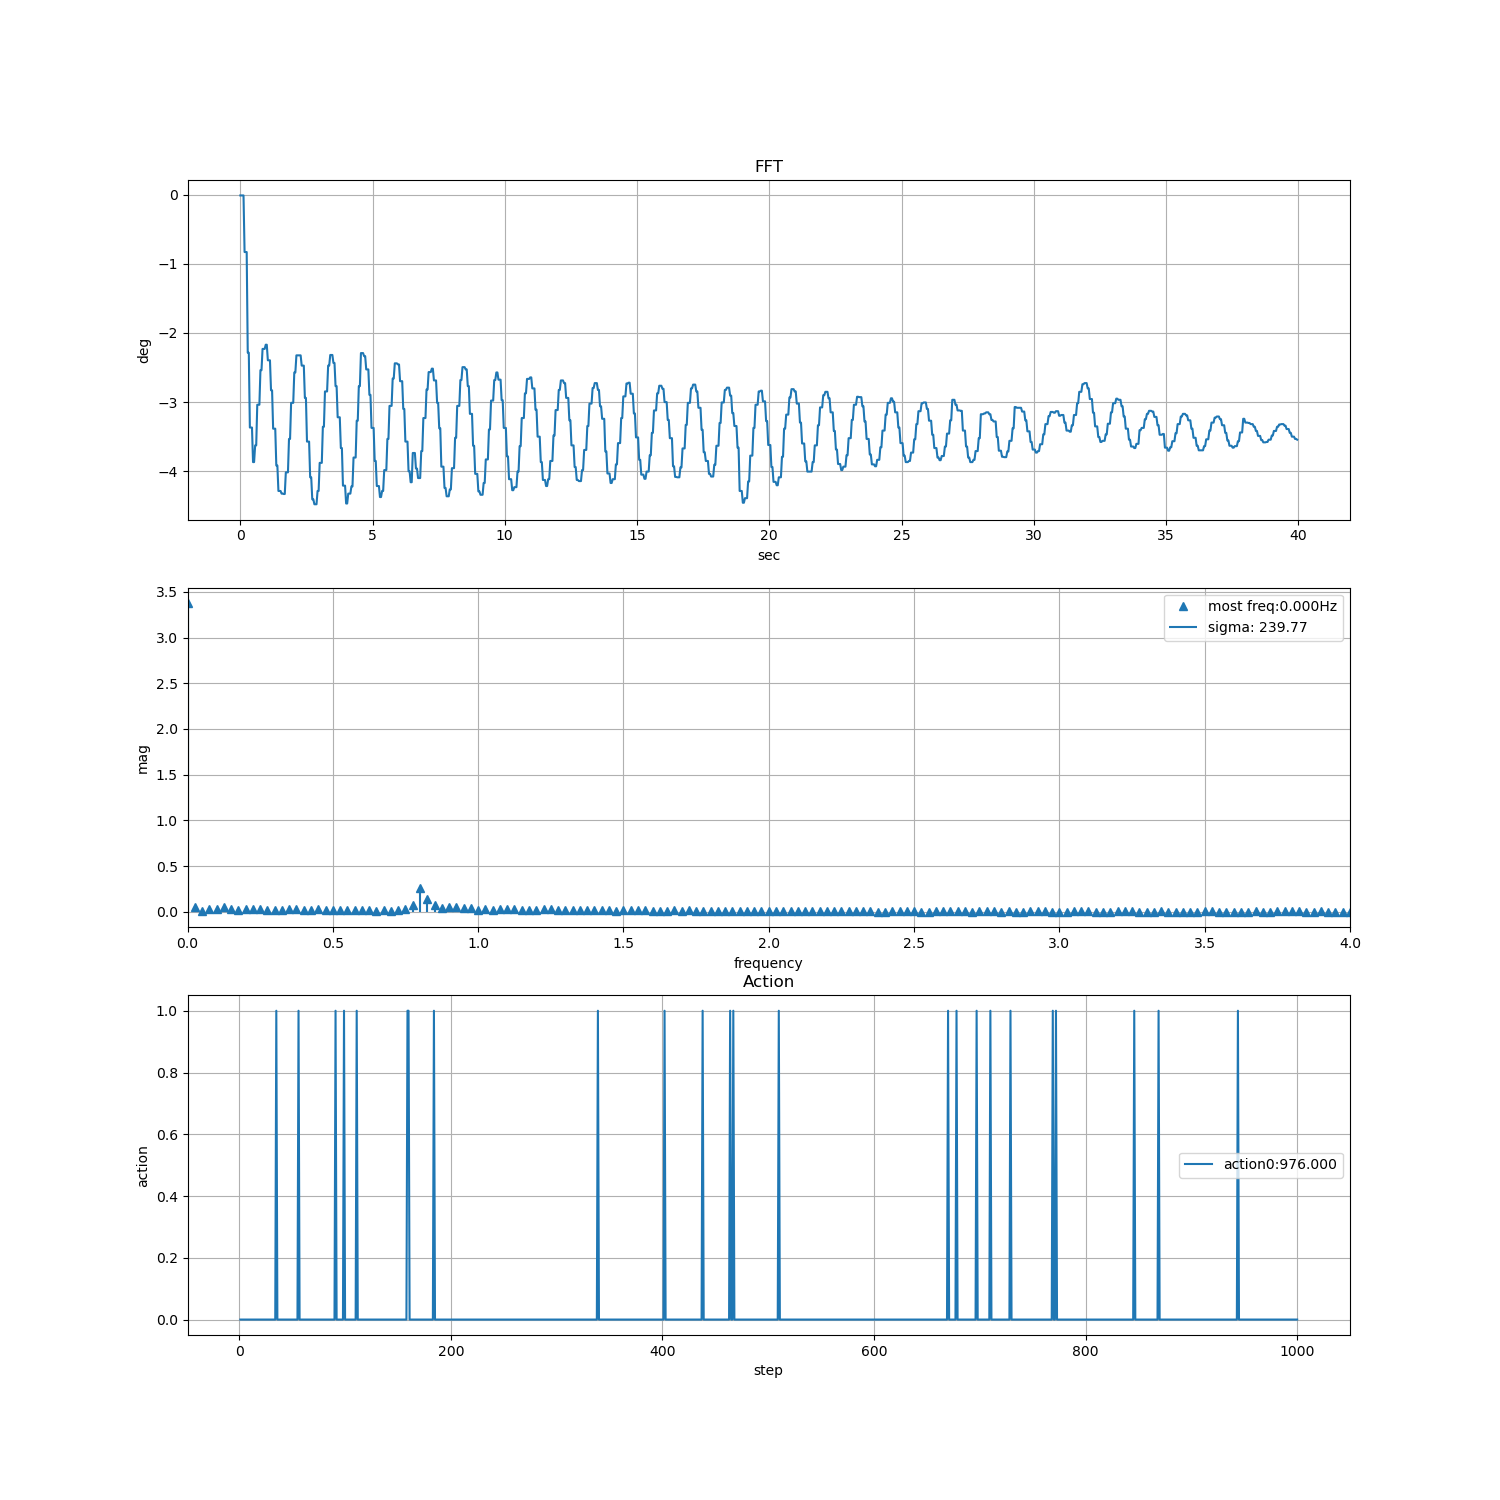 FFT
0
−1
−2
−3
−4
deg
0 5 10 15 20 25 30 35 40
sec
3.5
3.0
2.5
2.0
1.5
1.0
0.5
0.0
mag
most freq:0.000Hz
sigma: 239.77
0.0 0.5 1.0 1.5 2.0 2.5 3.0 3.5 4.0
frequency
Action
1.0
0.8
0.6
0.4
0.2
0.0
action
action0:976.000
0 200 400 600 800 1000
step